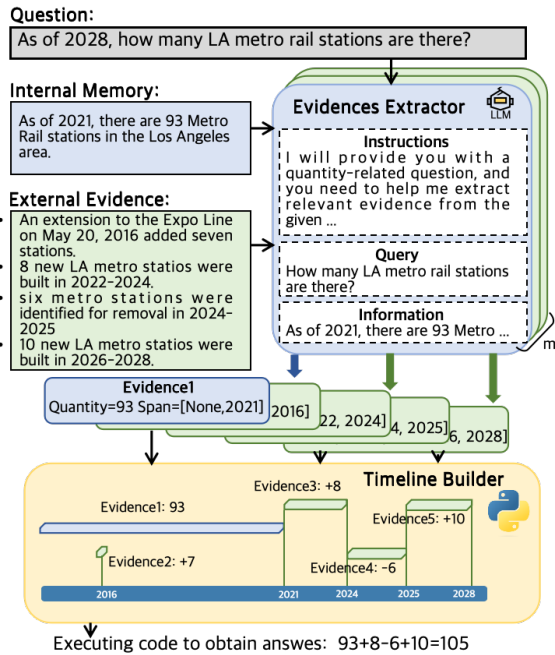 Question:
As of 2028, how many LA metro rail stations are there?
Internal Memory:
As of 2021, there are 93 Metro
Rail stations in the Los Angeles
area.
External Evidence:
• An extension to the Expo Line
on May 20, 2016 added seven
stations.
• 8 new LA metro statios were
built in 2022-2024.
• six metro stations were
identified for removal in 2024-
2025
• 10 new LA metro statios were
built in 2026-2028.
Evidences Extractor
LLM
Instructions
I will provide you with a
quantity-related question, and
you need to help me extract
relevant evidence from the
given ...
Query
How many LA metro rail stations
are there?
Information
As of 2021, there are 93 Metro ...
m
Evidence1
Quantity=93 Span=[None,2021]
2016]
22, 2024]
4, 2025]
6, 2028]
Timeline Builder
Evidence3: +8
Evidence1: 93
Evidence5: +10
Evidence2: +7
Evidence4: -6
2016 2021 2024 2025 2028
Executing code to obtain answes: 93+8-6+10=105